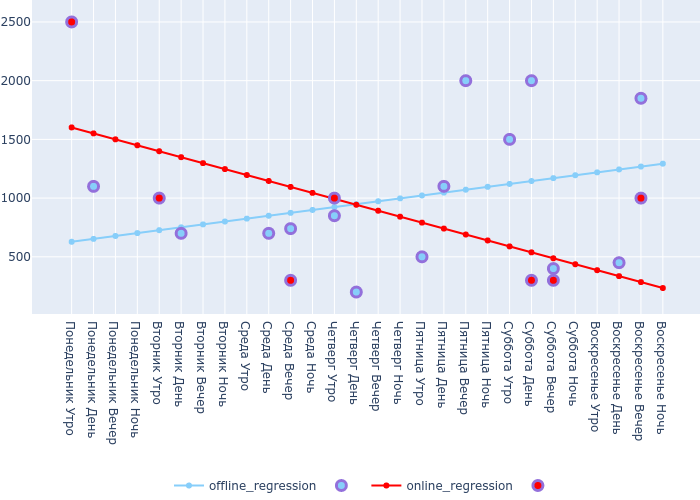 2500
2000
1500
1000
500
Понедельник Утро
Понедельник День
Понедельник Вечер
Понедельник Ночь
Вторник Утро
Вторник День
Вторник Вечер
Вторник Ночь
Среда Утро
Среда День
Среда Вечер
Среда Ночь
Четверг Утро
Четверг День
Четверг Вечер
Четверг Ночь
Пятница Утро
Пятница День
Пятница Вечер
Пятница Ночь
Суббота Утро
Суббота День
Суббота Вечер
Суббота Ночь
Воскресенье Утро
Воскресенье День
Воскресенье Вечер
Воскресенье Ночь
offline_regression
online_regression